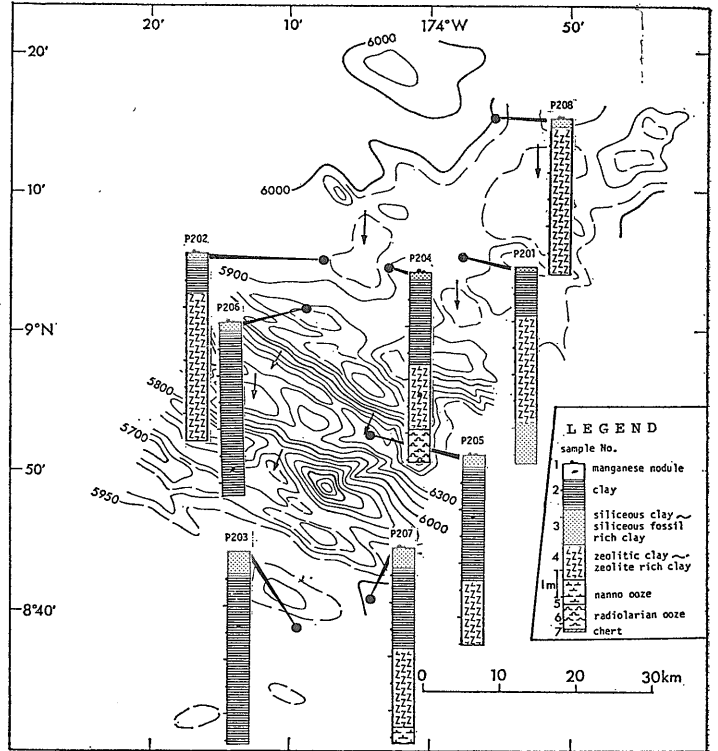 20′ 10′ 174°W 50′
20′
6000
P208
10′
6000
P202
P204
P201
5900
P206
9°N
5800
5700
50′
P205
6300
5950
6000
P203
P207
8°40′
LEGEND
sample No.
1 manganese nodule
2 clay
siliceous clay ~
3 siliceous fossil
rich clay
4 zeolitic clay ~
zeolite rich clay
1m
5 nanno ooze
6 radiolarian ooze
7 chert
0 10 20 30km